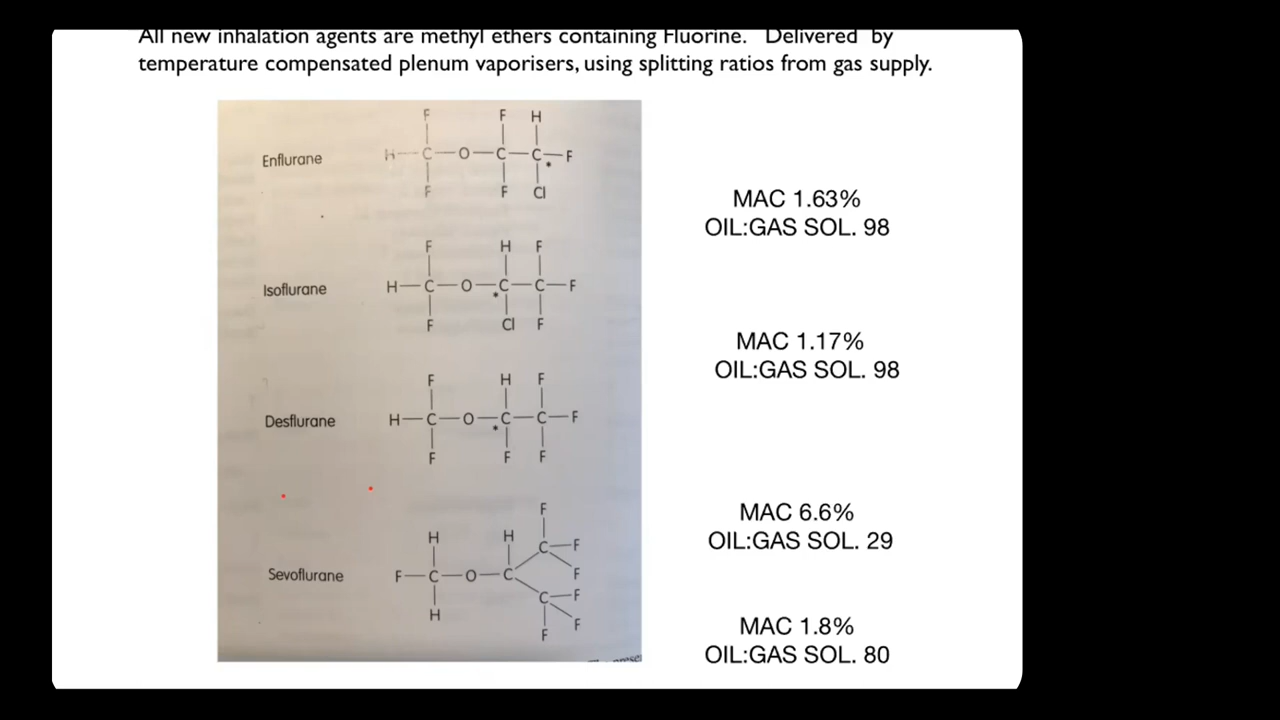 All new inhalation agents are methyl ethers containing Fluorine. Delivered by
temperature compensated plenum vaporisers, using splitting ratios from gas supply.
F F H
Enflurane H—C—O—C—C—F
*
F F Cl
MAC 1.63%
OIL:GAS SOL. 98
F H F
Isoflurane H—C—O—C—C—F
*
F Cl F
MAC 1.17%
OIL:GAS SOL. 98
F H F
Desflurane H—C—O—C—C—F
*
F F F
MAC 6.6%
OIL:GAS SOL. 29
F
H H
C—F
Sevoflurane F—C—O—C F
C—F
H
F F
MAC 1.8%
OIL:GAS SOL. 80